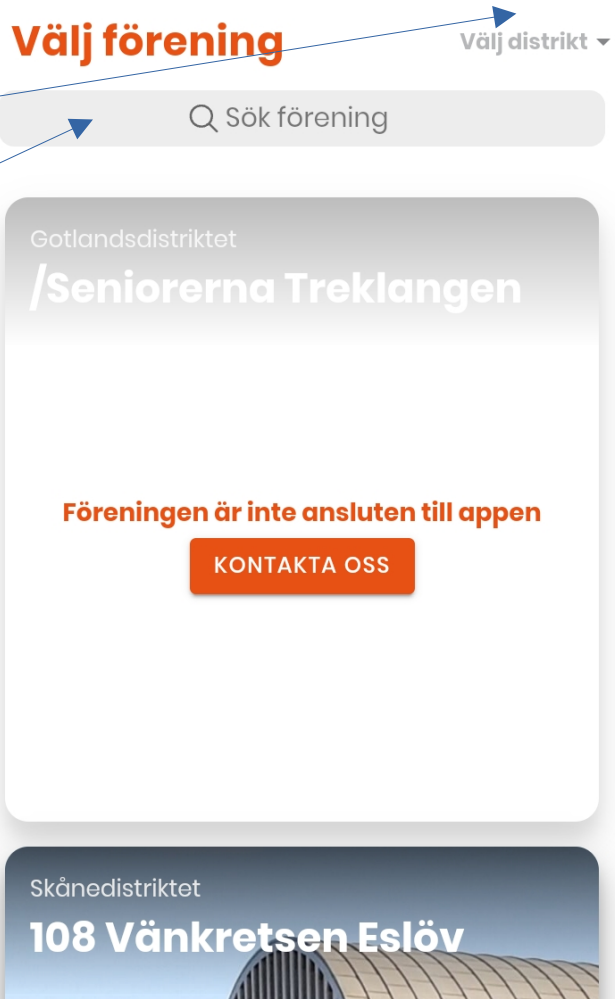 Välj förening
Välj distrikt
Sök förening
Gotlandsdistriktet
/Seniorerna Treklangen
Föreningen är inte ansluten till appen
KONTAKTA OSS
Skånedistriktet
108 Vänkretsen Eslöv